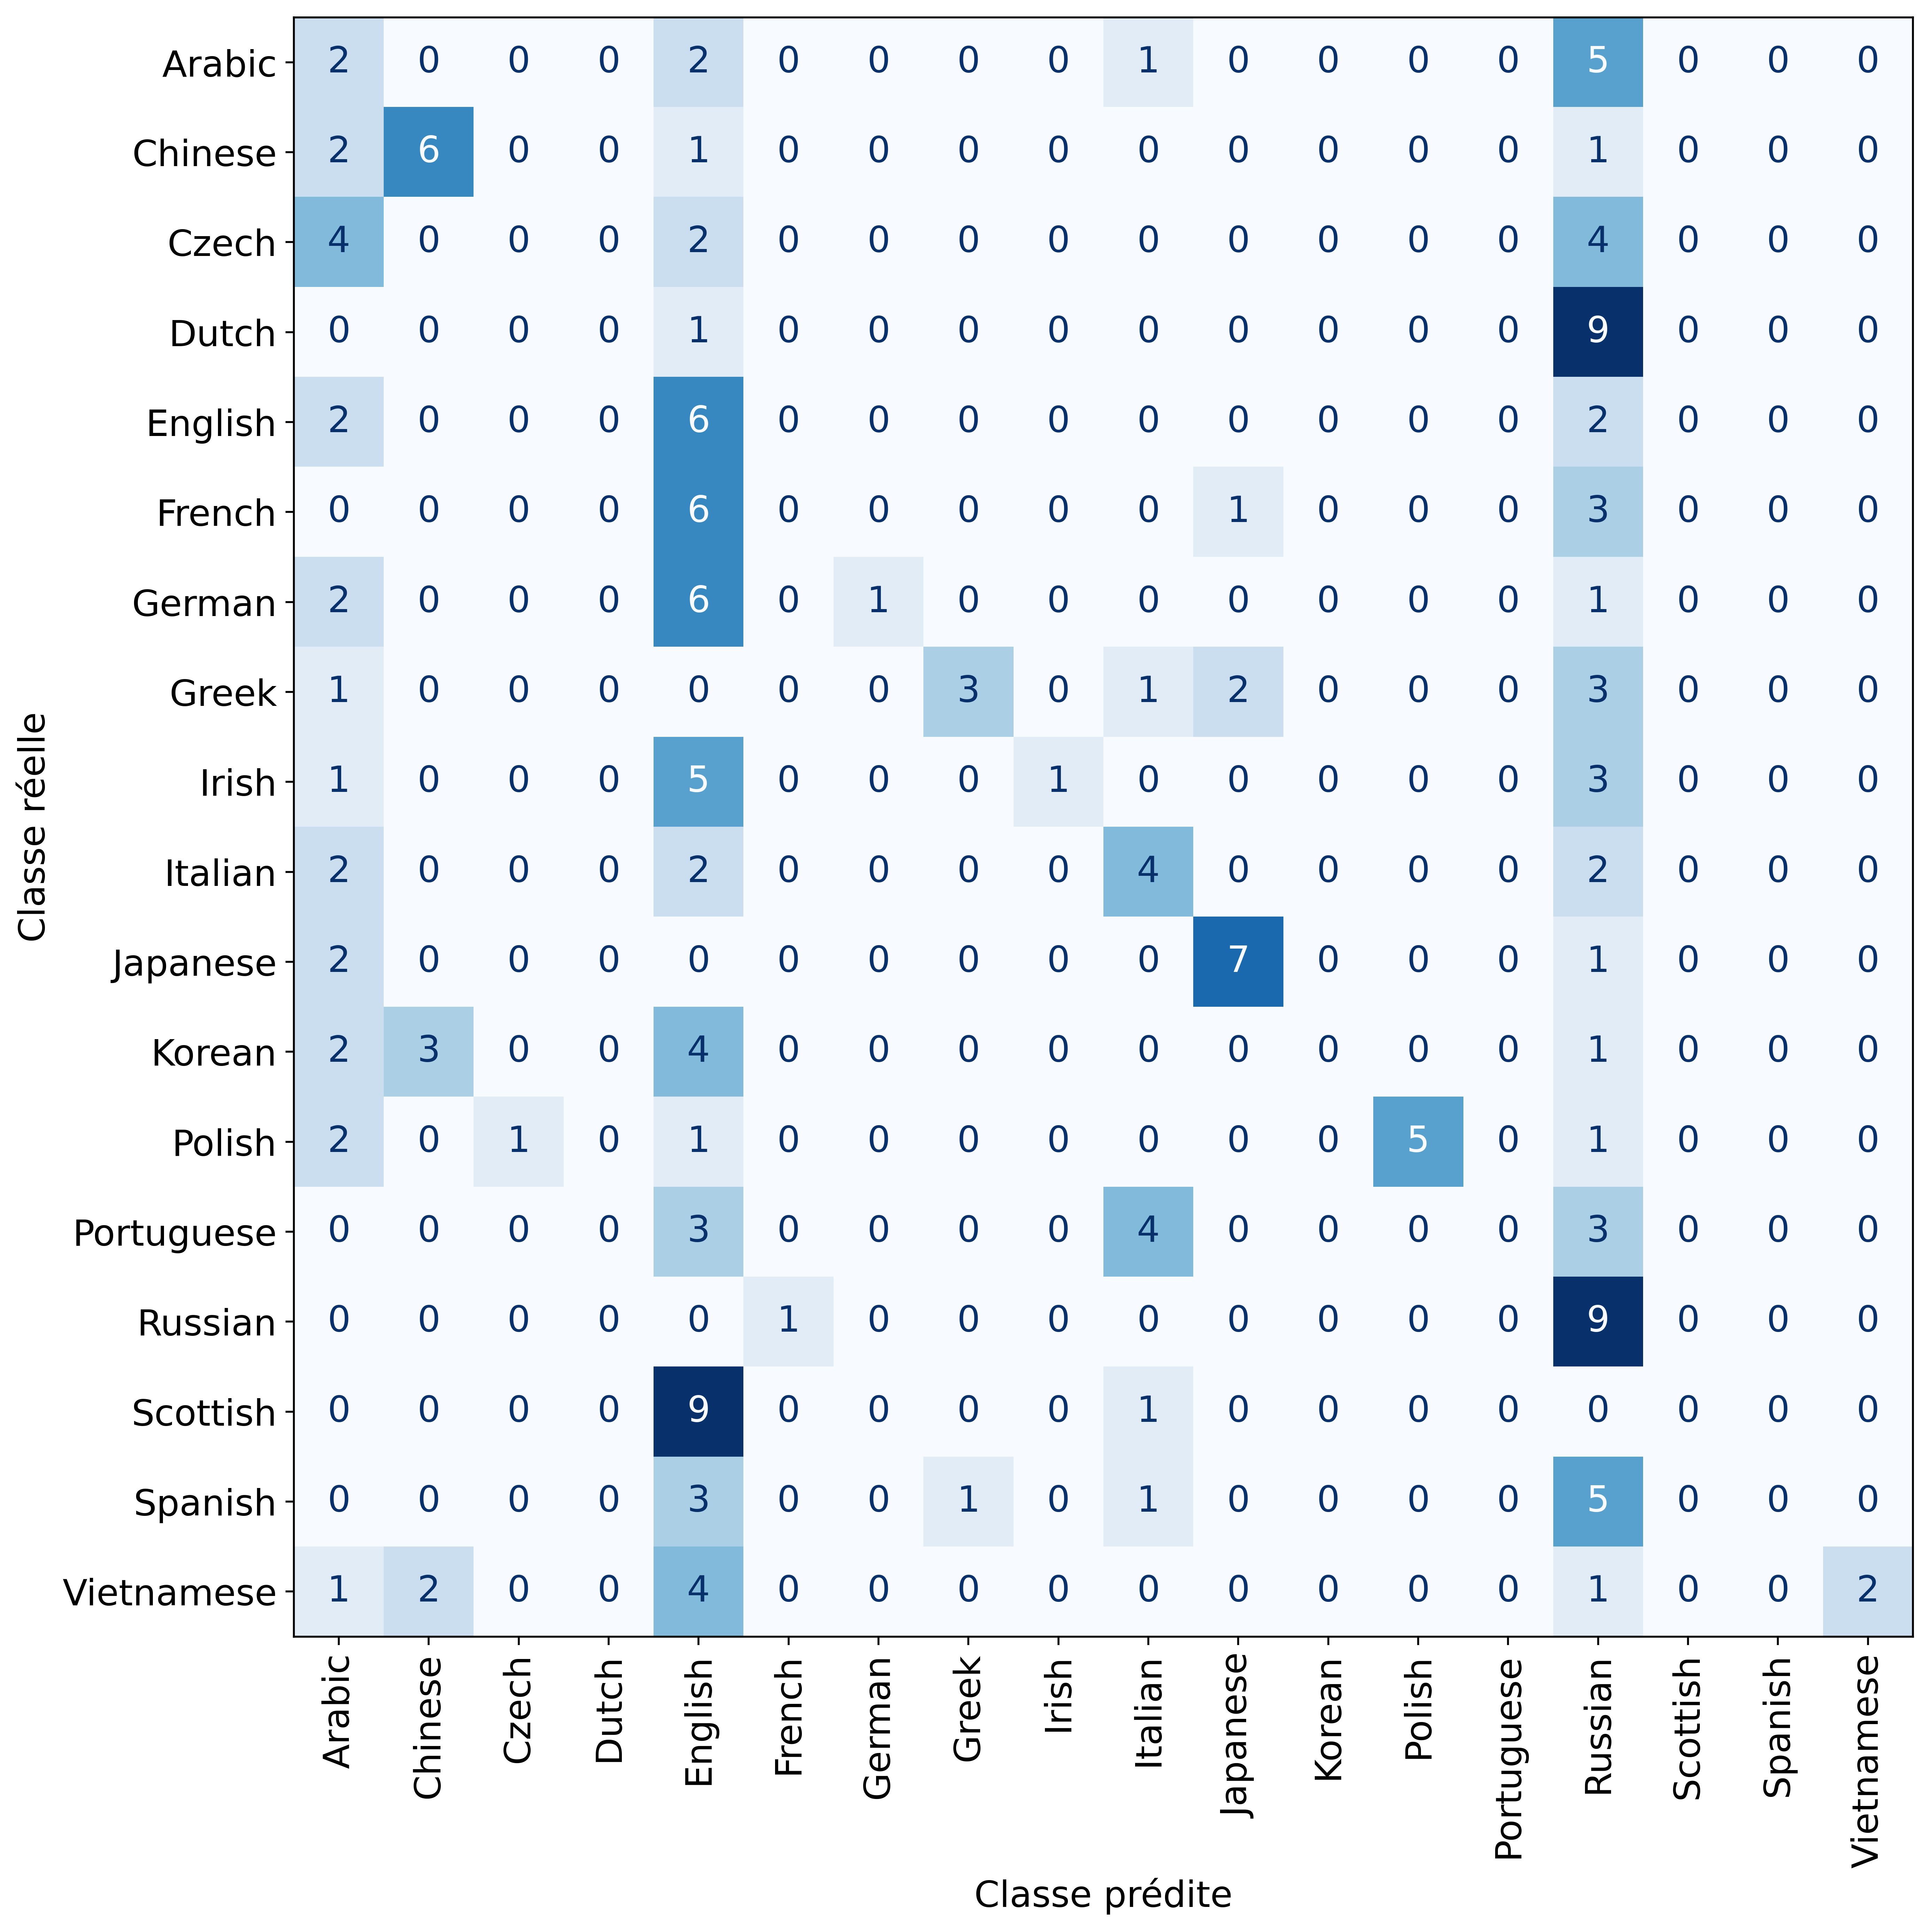 Classe réelle
Arabic 2 0 0 0 2 0 0 0 0 1 0 0 0 0 5 0 0 0
Chinese 2 6 0 0 1 0 0 0 0 0 0 0 0 0 1 0 0 0
Czech 4 0 0 0 2 0 0 0 0 0 0 0 0 0 4 0 0 0
Dutch 0 0 0 0 1 0 0 0 0 0 0 0 0 0 9 0 0 0
English 2 0 0 0 6 0 0 0 0 0 0 0 0 0 2 0 0 0
French 0 0 0 0 6 0 0 0 0 0 1 0 0 0 3 0 0 0
German 2 0 0 0 6 0 1 0 0 0 0 0 0 0 1 0 0 0
Greek 1 0 0 0 0 0 0 3 0 1 2 0 0 0 3 0 0 0
Irish 1 0 0 0 5 0 0 0 1 0 0 0 0 0 3 0 0 0
Italian 2 0 0 0 2 0 0 0 0 4 0 0 0 0 2 0 0 0
Japanese 2 0 0 0 0 0 0 0 0 0 7 0 0 0 1 0 0 0
Korean 2 3 0 0 4 0 0 0 0 0 0 0 0 0 1 0 0 0
Polish 2 0 1 0 1 0 0 0 0 0 0 0 5 0 1 0 0 0
Portuguese 0 0 0 0 3 0 0 0 0 4 0 0 0 0 3 0 0 0
Russian 0 0 0 0 0 1 0 0 0 0 0 0 0 0 9 0 0 0
Scottish 0 0 0 0 9 0 0 0 0 1 0 0 0 0 0 0 0 0
Spanish 0 0 0 0 3 0 0 1 0 1 0 0 0 0 5 0 0 0
Vietnamese 1 2 0 0 4 0 0 0 0 0 0 0 0 0 1 0 0 2
Arabic Chinese Czech Dutch English French German Greek Irish Italian Japanese Korean Polish Portuguese Russian Scottish Spanish Vietnamese
Classe prédite